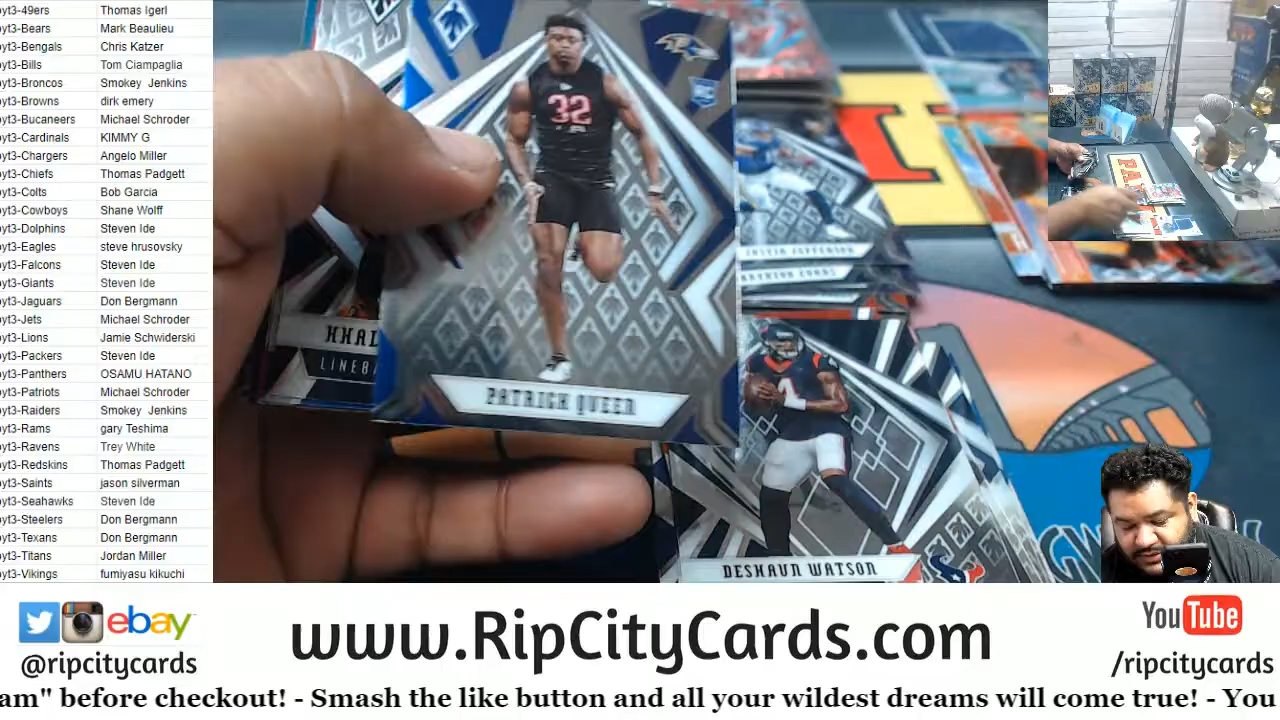 yt3-49ers Thomas Igerl
yt3-Bears Mark Beaulieu
yt3-Bengals Chris Katzer
yt3-Bills Tom Ciampaglia
yt3-Broncos Smokey Jenkins
yt3-Browns dirk emery
yt3-Bucaneers Michael Schroder
yt3-Cardinals KIMMY G
yt3-Chargers Angelo Miller
yt3-Chiefs Thomas Padgett
yt3-Colts Bob Garcia
yt3-Cowboys Shane Wolff
yt3-Dolphins Steven Ide
yt3-Eagles steve hrusovsky
yt3-Falcons Steven Ide
yt3-Giants Steven Ide
yt3-Jaguars Don Bergmann
yt3-Jets Michael Schroder
yt3-Lions Jamie Schwiderski
yt3-Packers Steven Ide
yt3-Panthers OSAMU HATANO
yt3-Patriots Michael Schroder
yt3-Raiders Smokey Jenkins
yt3-Rams gary Teshima
yt3-Ravens Trey White
yt3-Redskins Thomas Padgett
yt3-Saints jason silverman
yt3-Seahawks Steven Ide
yt3-Steelers Don Bergmann
yt3-Texans Don Bergmann
yt3-Titans Jordan Miller
yt3-Vikings fumiyasu kikuchi
32
RC
PATRICK QUEEN
KHAL
LINEB
JUSTIN JEFFERSON
1
DESHAUN WATSON
GW
ebay
@ripcitycards
www.RipCityCards.com
YouTube
/ripcitycards
am" before checkout! - Smash the like button and all your wildest dreams will come true! - You